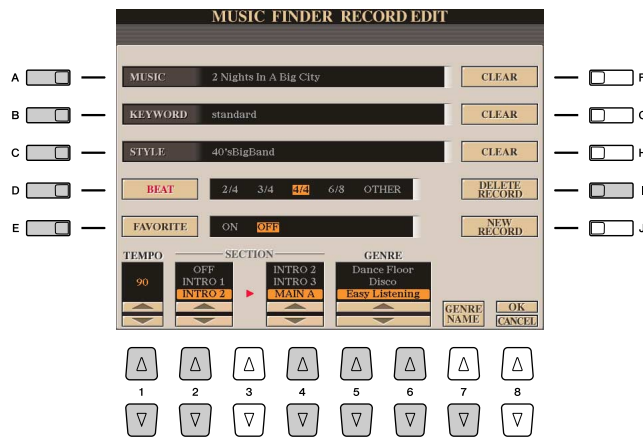 MUSIC FINDER RECORD EDIT
A
MUSIC 2 Nights In A Big City CLEAR
F
B
KEYWORD standard CLEAR
G
C
STYLE 40'sBigBand CLEAR
H
D
BEAT 2/4 3/4 4/4 6/8 OTHER
DELETE RECORD
I
E
FAVORITE ON OFF
NEW RECORD
J
TEMPO SECTION GENRE
90
OFF
INTRO 1
INTRO 2
INTRO 2
INTRO 3
MAIN A
Dance Floor
Disco
Easy Listening
GENRE NAME
OK
CANCEL
1 2 3 4 5 6 7 8